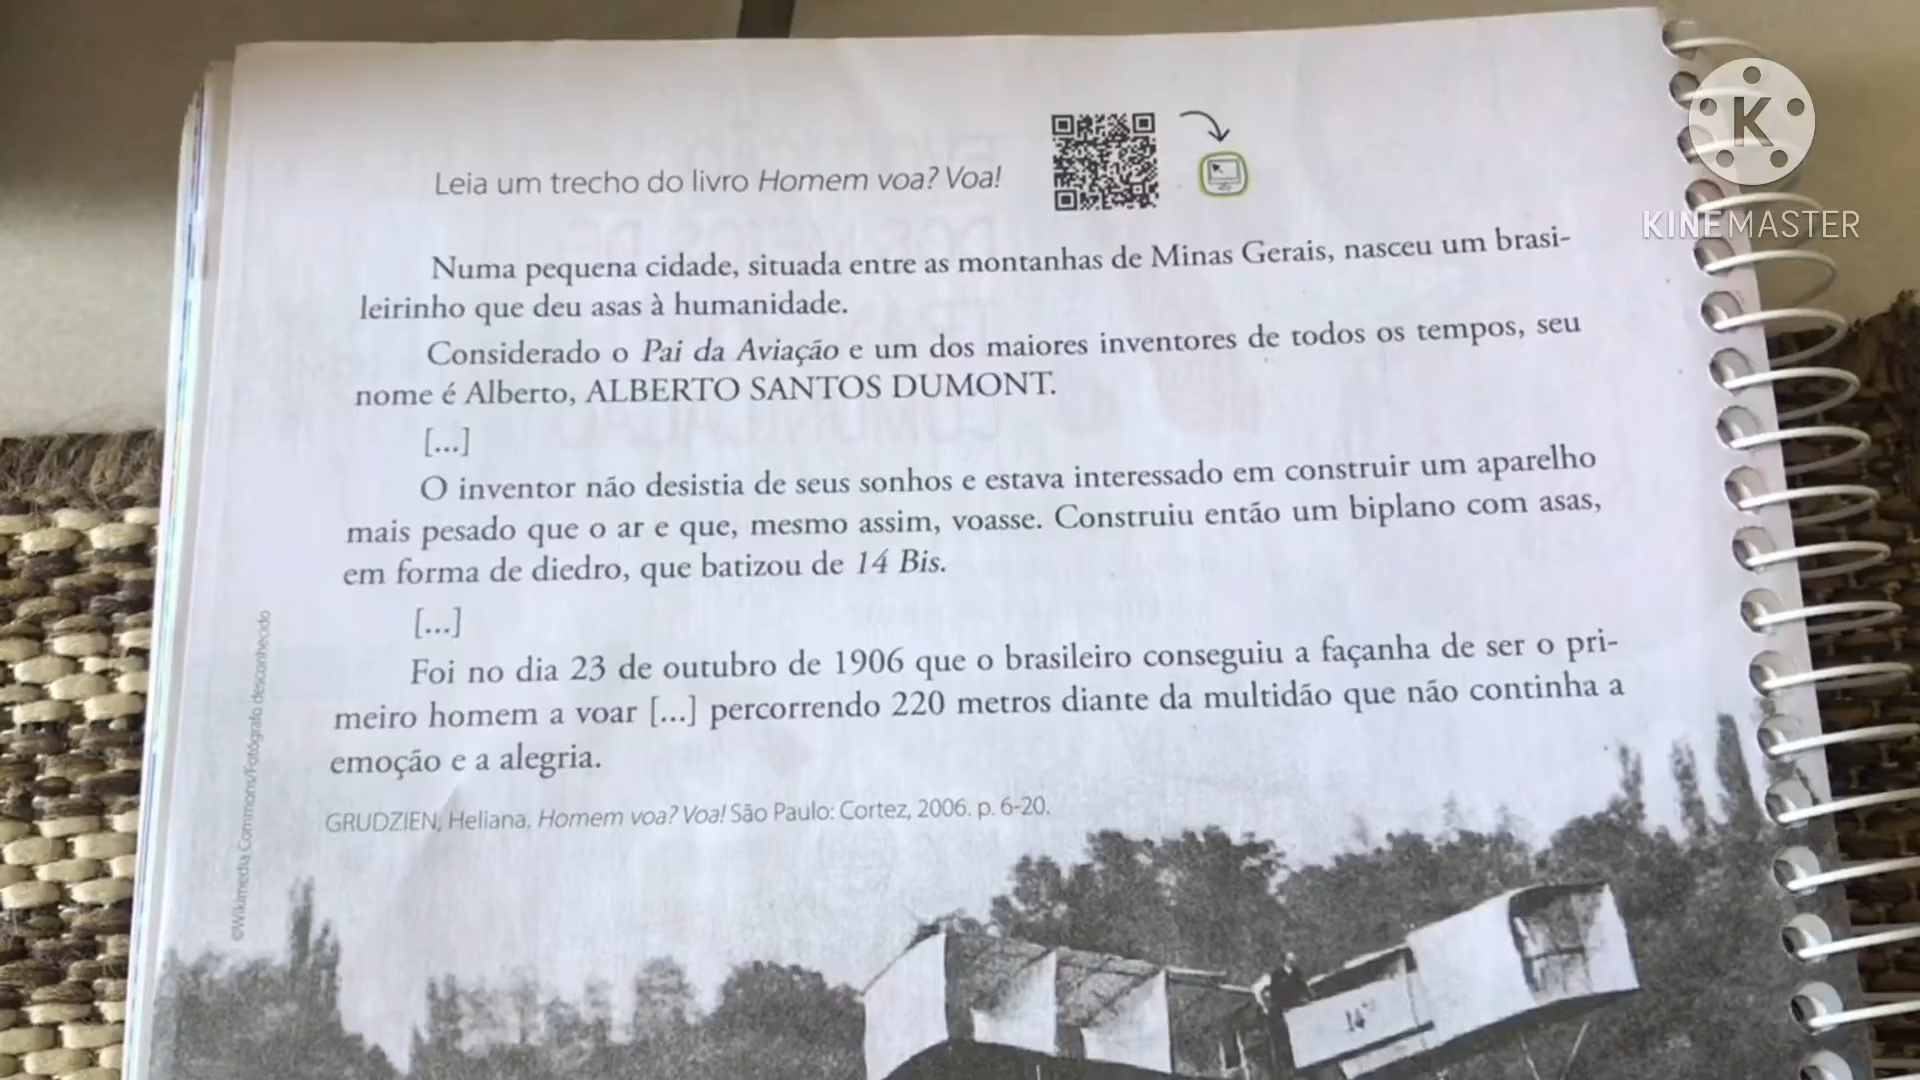 Leia um trecho do livro Homem voa? Voa!
KINEMASTER
Numa pequena cidade, situada entre as montanhas de Minas Gerais, nasceu um brasi-
leirinho que deu asas à humanidade.
Considerado o Pai da Aviação e um dos maiores inventores de todos os tempos, seu
nome é Alberto, ALBERTO SANTOS DUMONT.
[...]
O inventor não desistia de seus sonhos e estava interessado em construir um aparelho
mais pesado que o ar e que, mesmo assim, voasse. Construiu então um biplano com asas,
em forma de diedro, que batizou de 14 Bis.
[...]
Foi no dia 23 de outubro de 1906 que o brasileiro conseguiu a façanha de ser o pri-
meiro homem a voar [...] percorrendo 220 metros diante da multidão que não continha a
emoção e a alegria.
GRUDZIEN, Heliana. Homem voa? Voa! São Paulo: Cortez, 2006. p. 6-20.
©Wikimedia Commons/Fotógrafo desconhecido